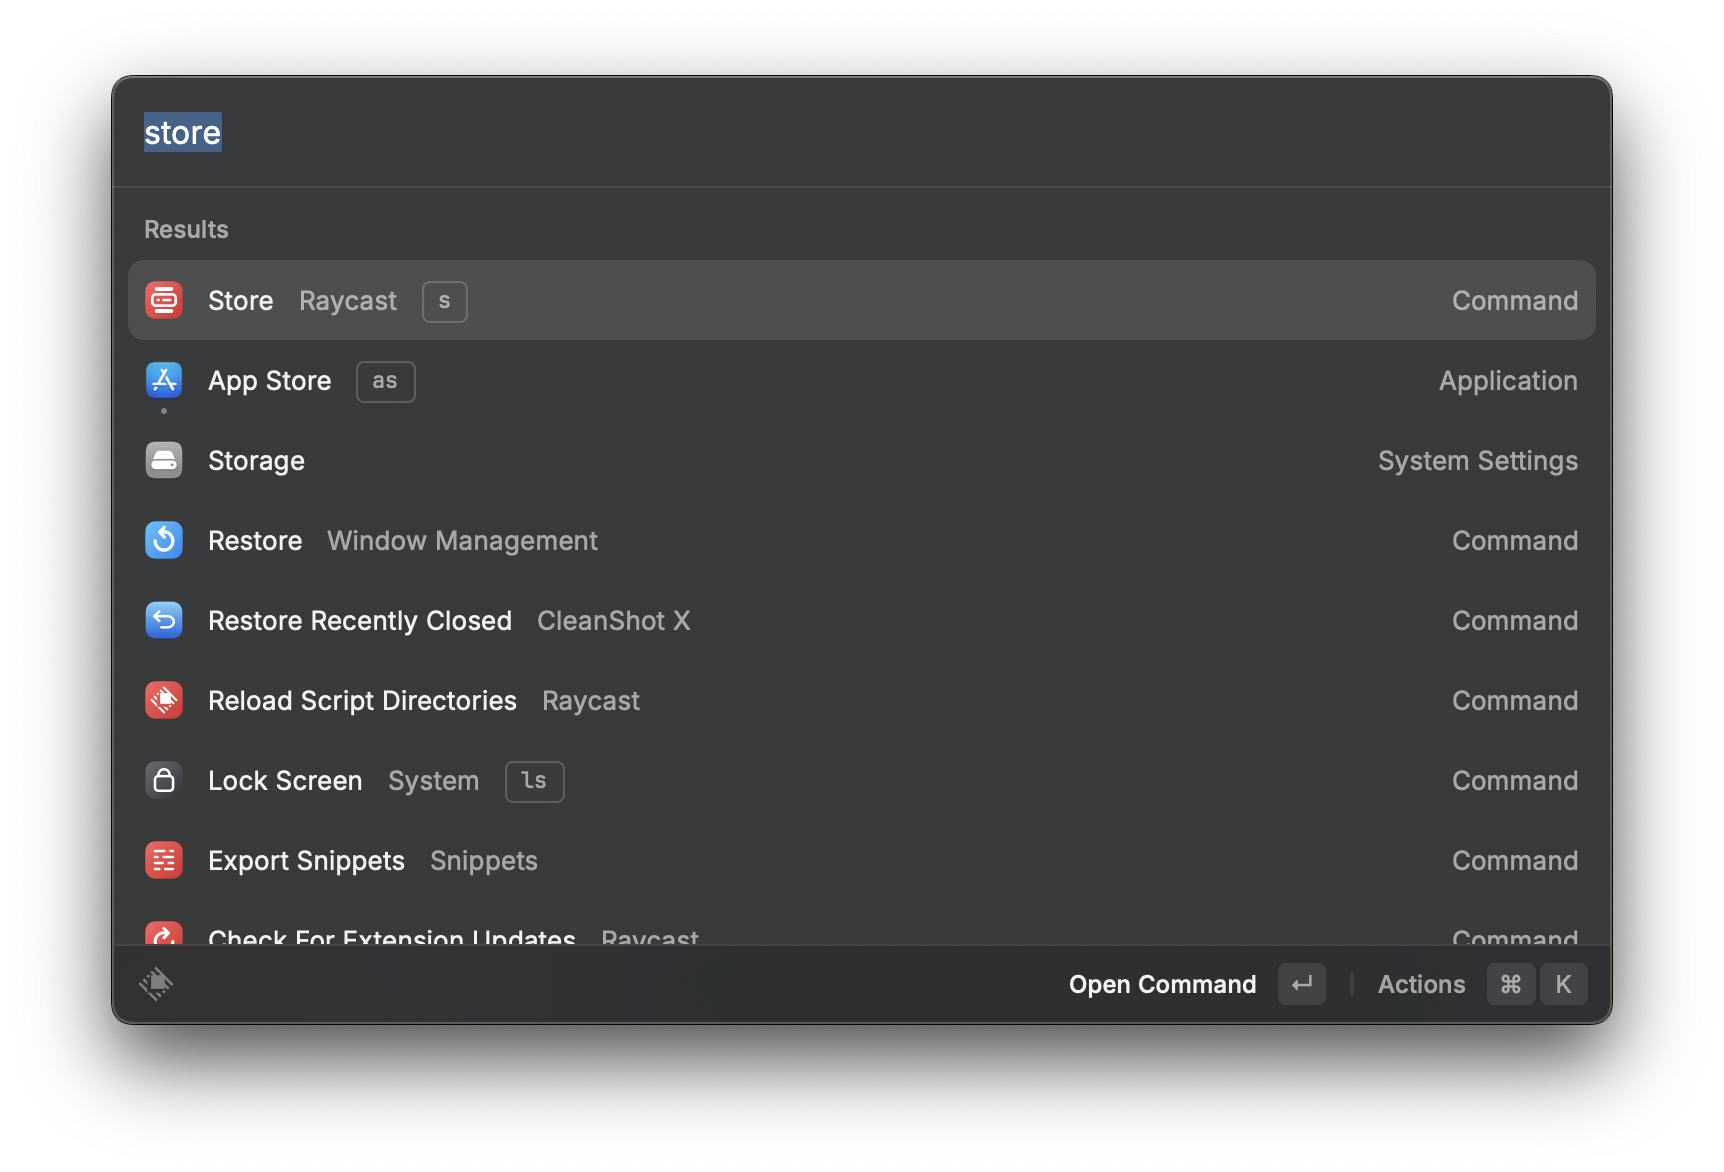 store
Results
Store Raycast s Command
App Store as Application
Storage System Settings
Restore Window Management Command
Restore Recently Closed CleanShot X Command
Reload Script Directories Raycast Command
Lock Screen System ls Command
Export Snippets Snippets Command
Check For Extension Updates Raycast Command
Open Command ↵ | Actions ⌘ K